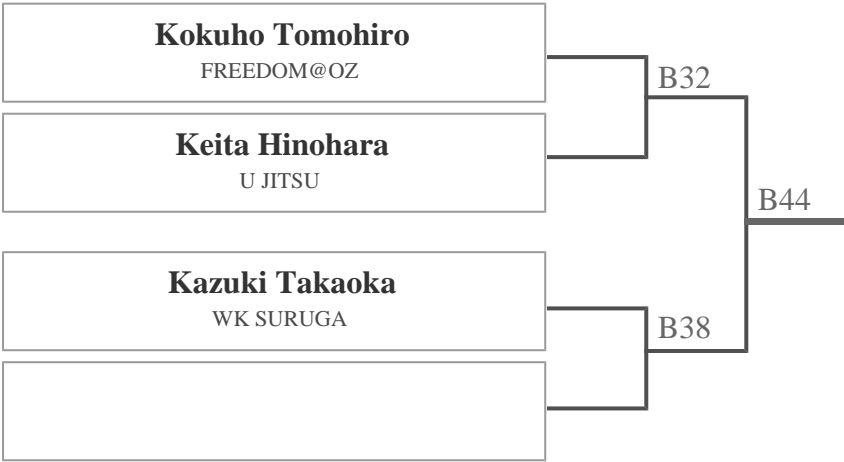 Kokuho Tomohiro
FREEDOM@OZ
B32
Keita Hinohara
U JITSU
B44
Kazuki Takaoka
WK SURUGA
B38